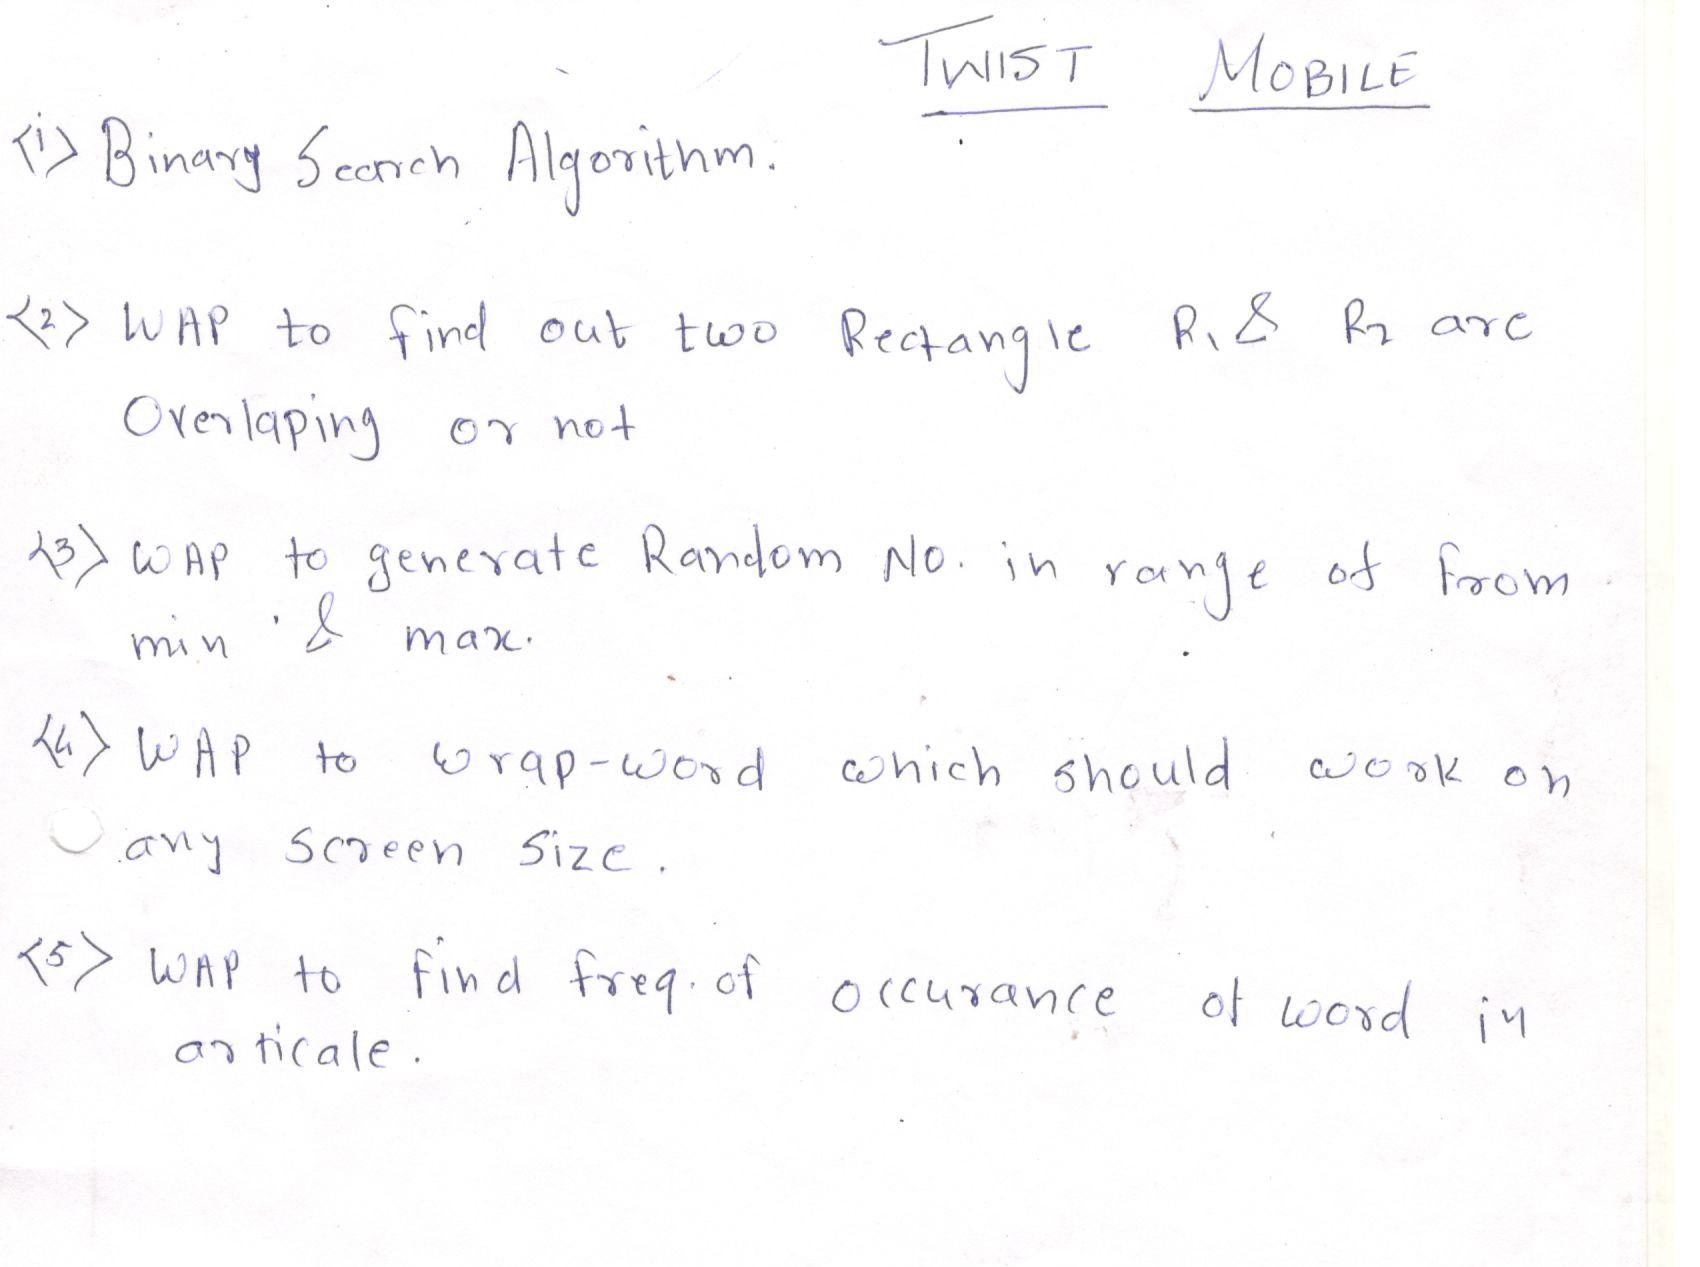 TWIST MOBILE
<1> Binary Search Algorithm.
<2> WAP to find out two Rectangle R1 & R2 are
Overlaping or not
<3> WAP to generate Random No. in range of from
min & max.
<4> WAP to wrap-word which should work on
any screen size.
<5> WAP to find freq. of occurance of word in
articale.